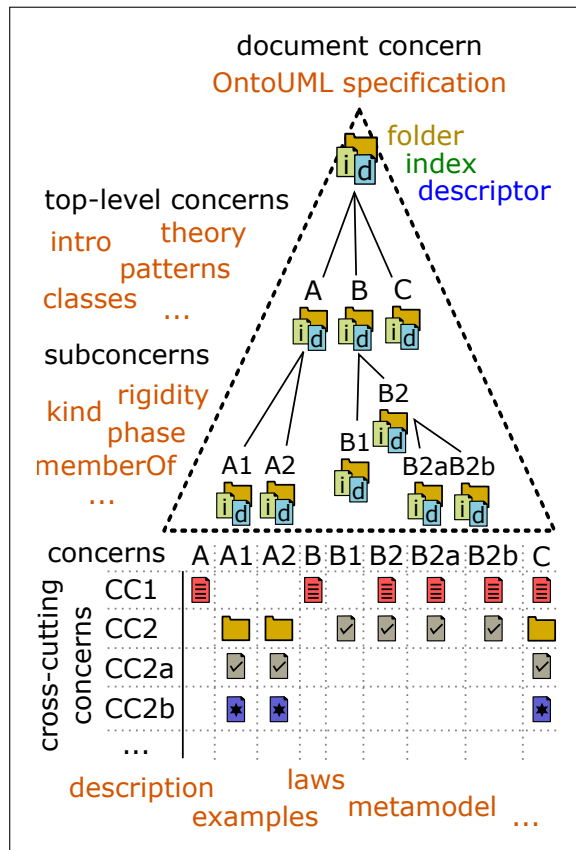 document concern
OntoUML specification
folder
index
descriptor
i d
top-level concerns
intro theory
patterns
classes ...
A B C
i d i d i d
subconcerns
kind rigidity
phase
memberOf
...
B2
i d
B1
i d
A1 A2 B2a B2b
i d i d i d i d
concerns A A1 A2 B B1 B2 B2a B2b C
cross-cutting
concerns
CC1
CC2
CC2a
CC2b
...
description laws
examples metamodel ...